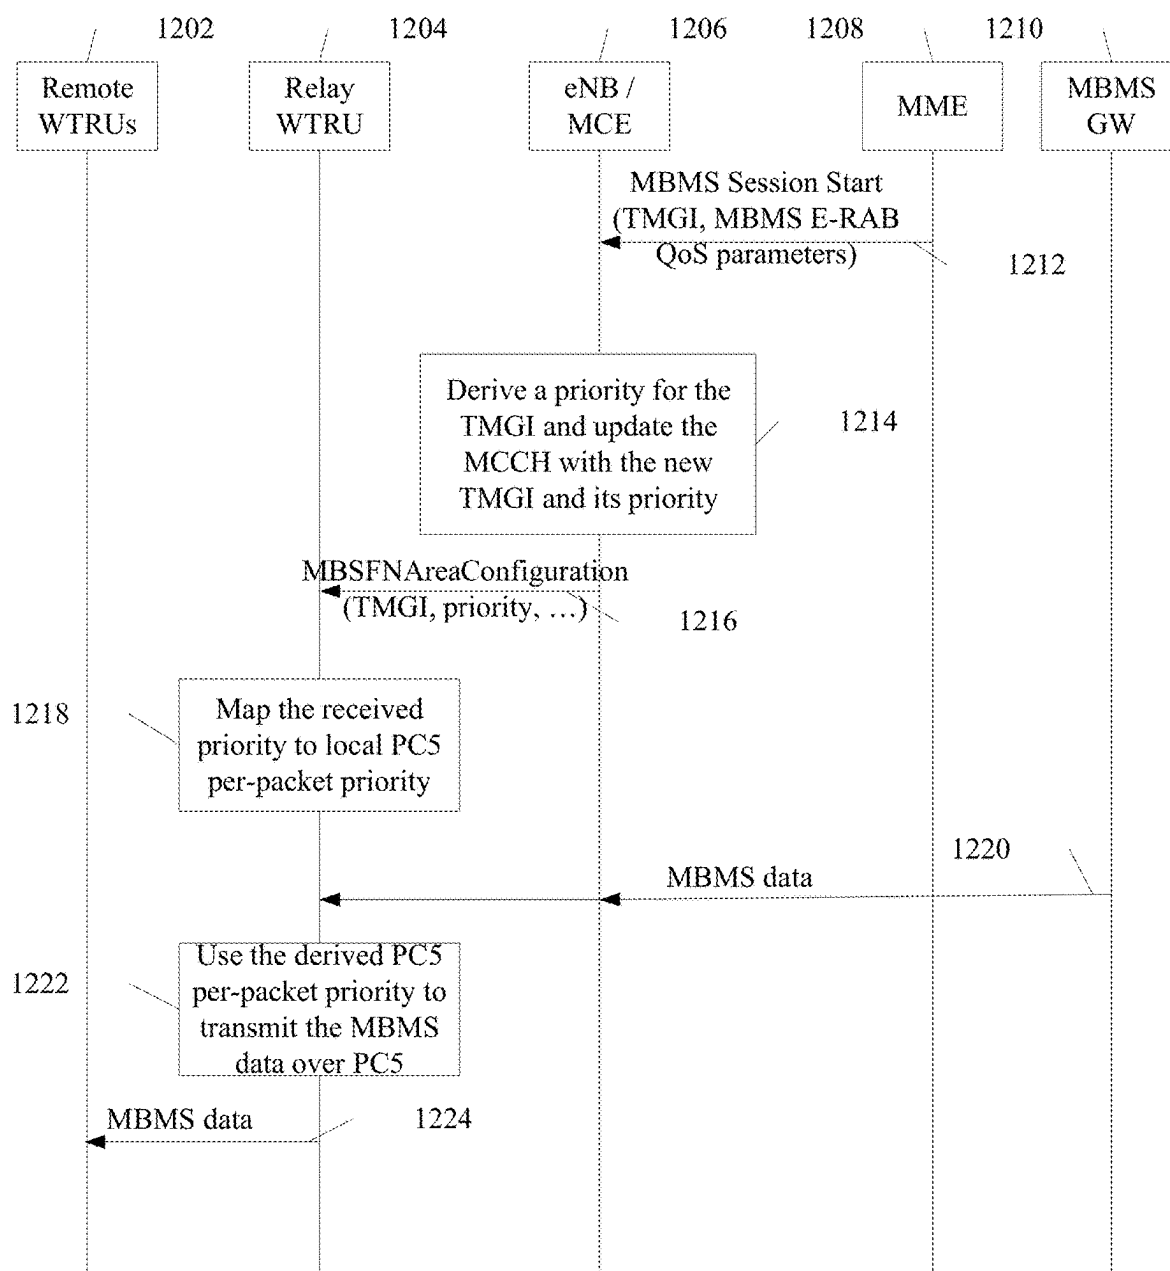 1202
1204
1206
1208
1210
Remote
WTRUs
Relay
WTRU
eNB /
MCE
MME
MBMS
GW
MBMS Session Start
(TMGI, MBMS E-RAB
QoS parameters)
1212
Derive a priority for the
TMGI and update the
MCCH with the new
TMGI and its priority
1214
MBSFNAreaConfiguration
(TMGI, priority, …)
1216
1218
Map the received
priority to local PC5
per-packet priority
1220
MBMS data
1222
Use the derived PC5
per-packet priority to
transmit the MBMS
data over PC5
MBMS data
1224